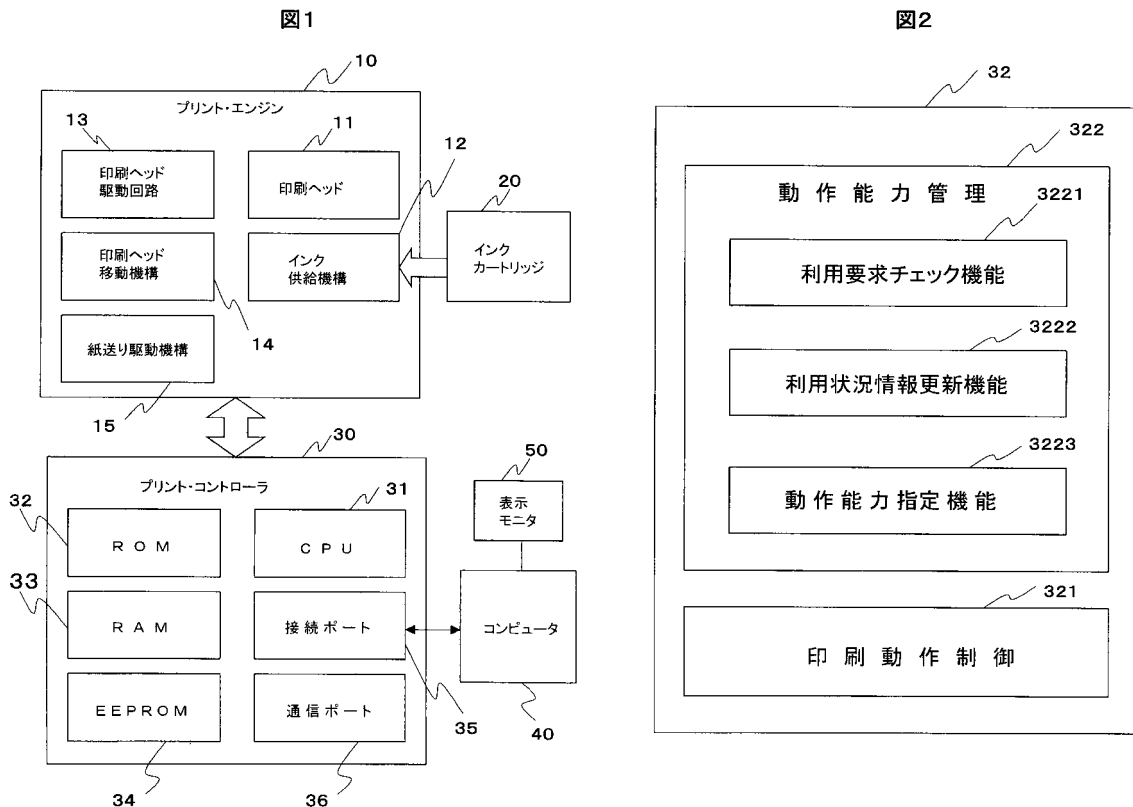 図1
10
プリント・エンジン
13
11
12
印刷ヘッド
駆動回路
印刷ヘッド
20
印刷ヘッド
移動機構
インク
供給機構
インク
カートリッジ
14
紙送り駆動機構
15
30
プリント・コントローラ
50
32
31
表示
モニタ
ROM
CPU
33
RAM
接続ポート
コンピュータ
EEPROM
通信ポート
35
40
34
36
図2
32
322
動作能力管理
3221
利用要求チェック機能
3222
利用状況情報更新機能
3223
動作能力指定機能
321
印刷動作制御